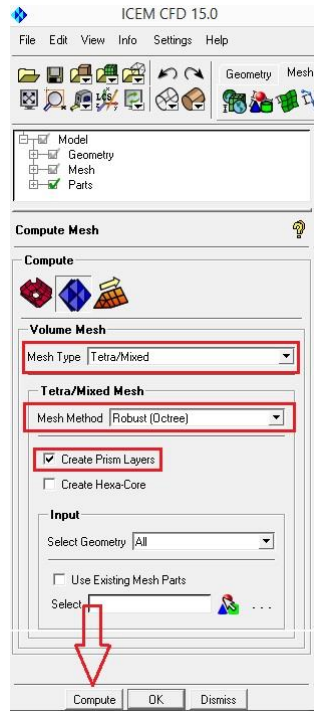 ICEM CFD 15.0
File Edit View Info Settings Help
Geometry Mesh
LCS
Model
Geometry
Mesh
Parts
Compute Mesh
Compute
Volume Mesh
Mesh Type Tetra/Mixed
Tetra/Mixed Mesh
Mesh Method Robust (Octree)
Create Prism Layers
Create Hexa-Core
Input
Select Geometry All
Use Existing Mesh Parts
Select ...
Compute OK Dismiss